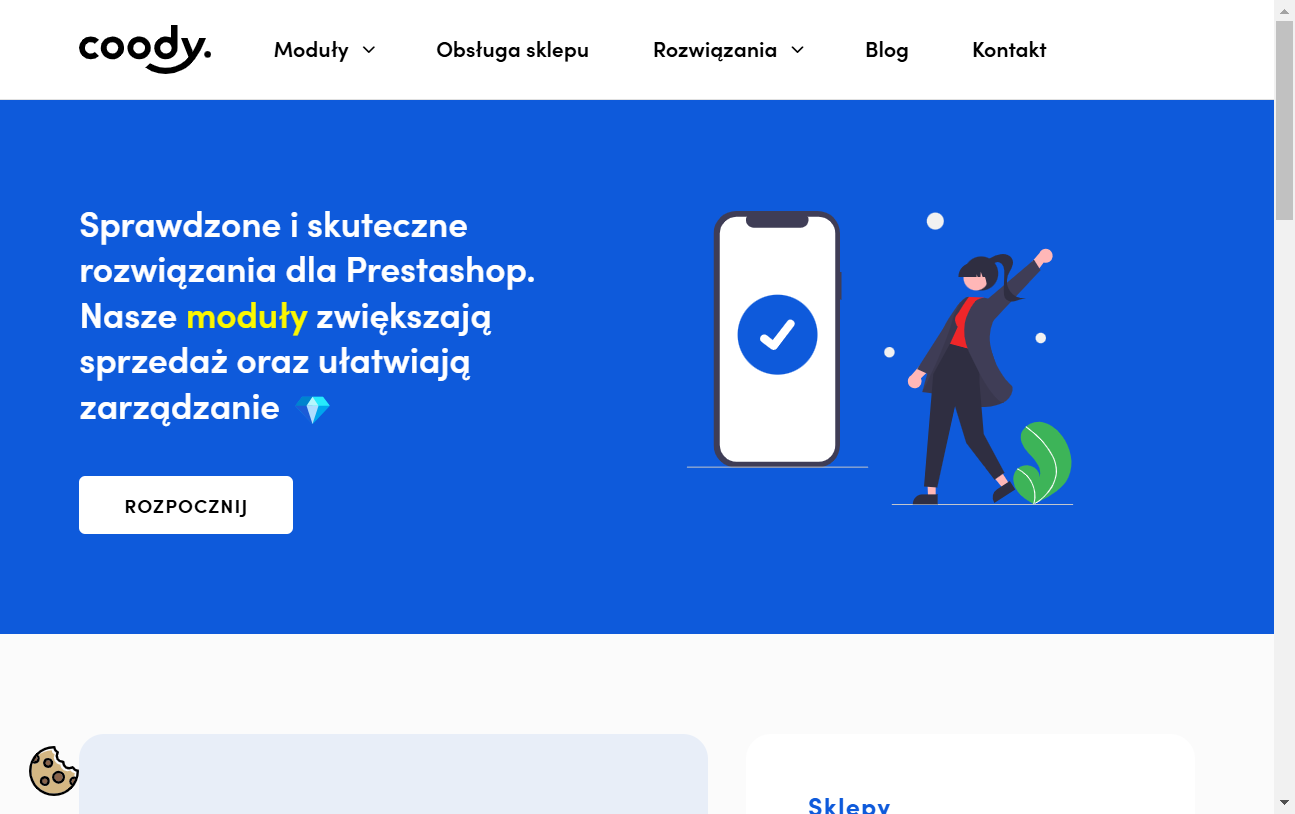 coody.
Moduły
Obsługa sklepu
Rozwiązania
Blog
Kontakt
Sprawdzone i skuteczne
rozwiązania dla Prestashop.
Nasze moduły zwiększają
sprzedaż oraz ułatwiają
zarządzanie
ROZPOCZNIJ
Sklepy